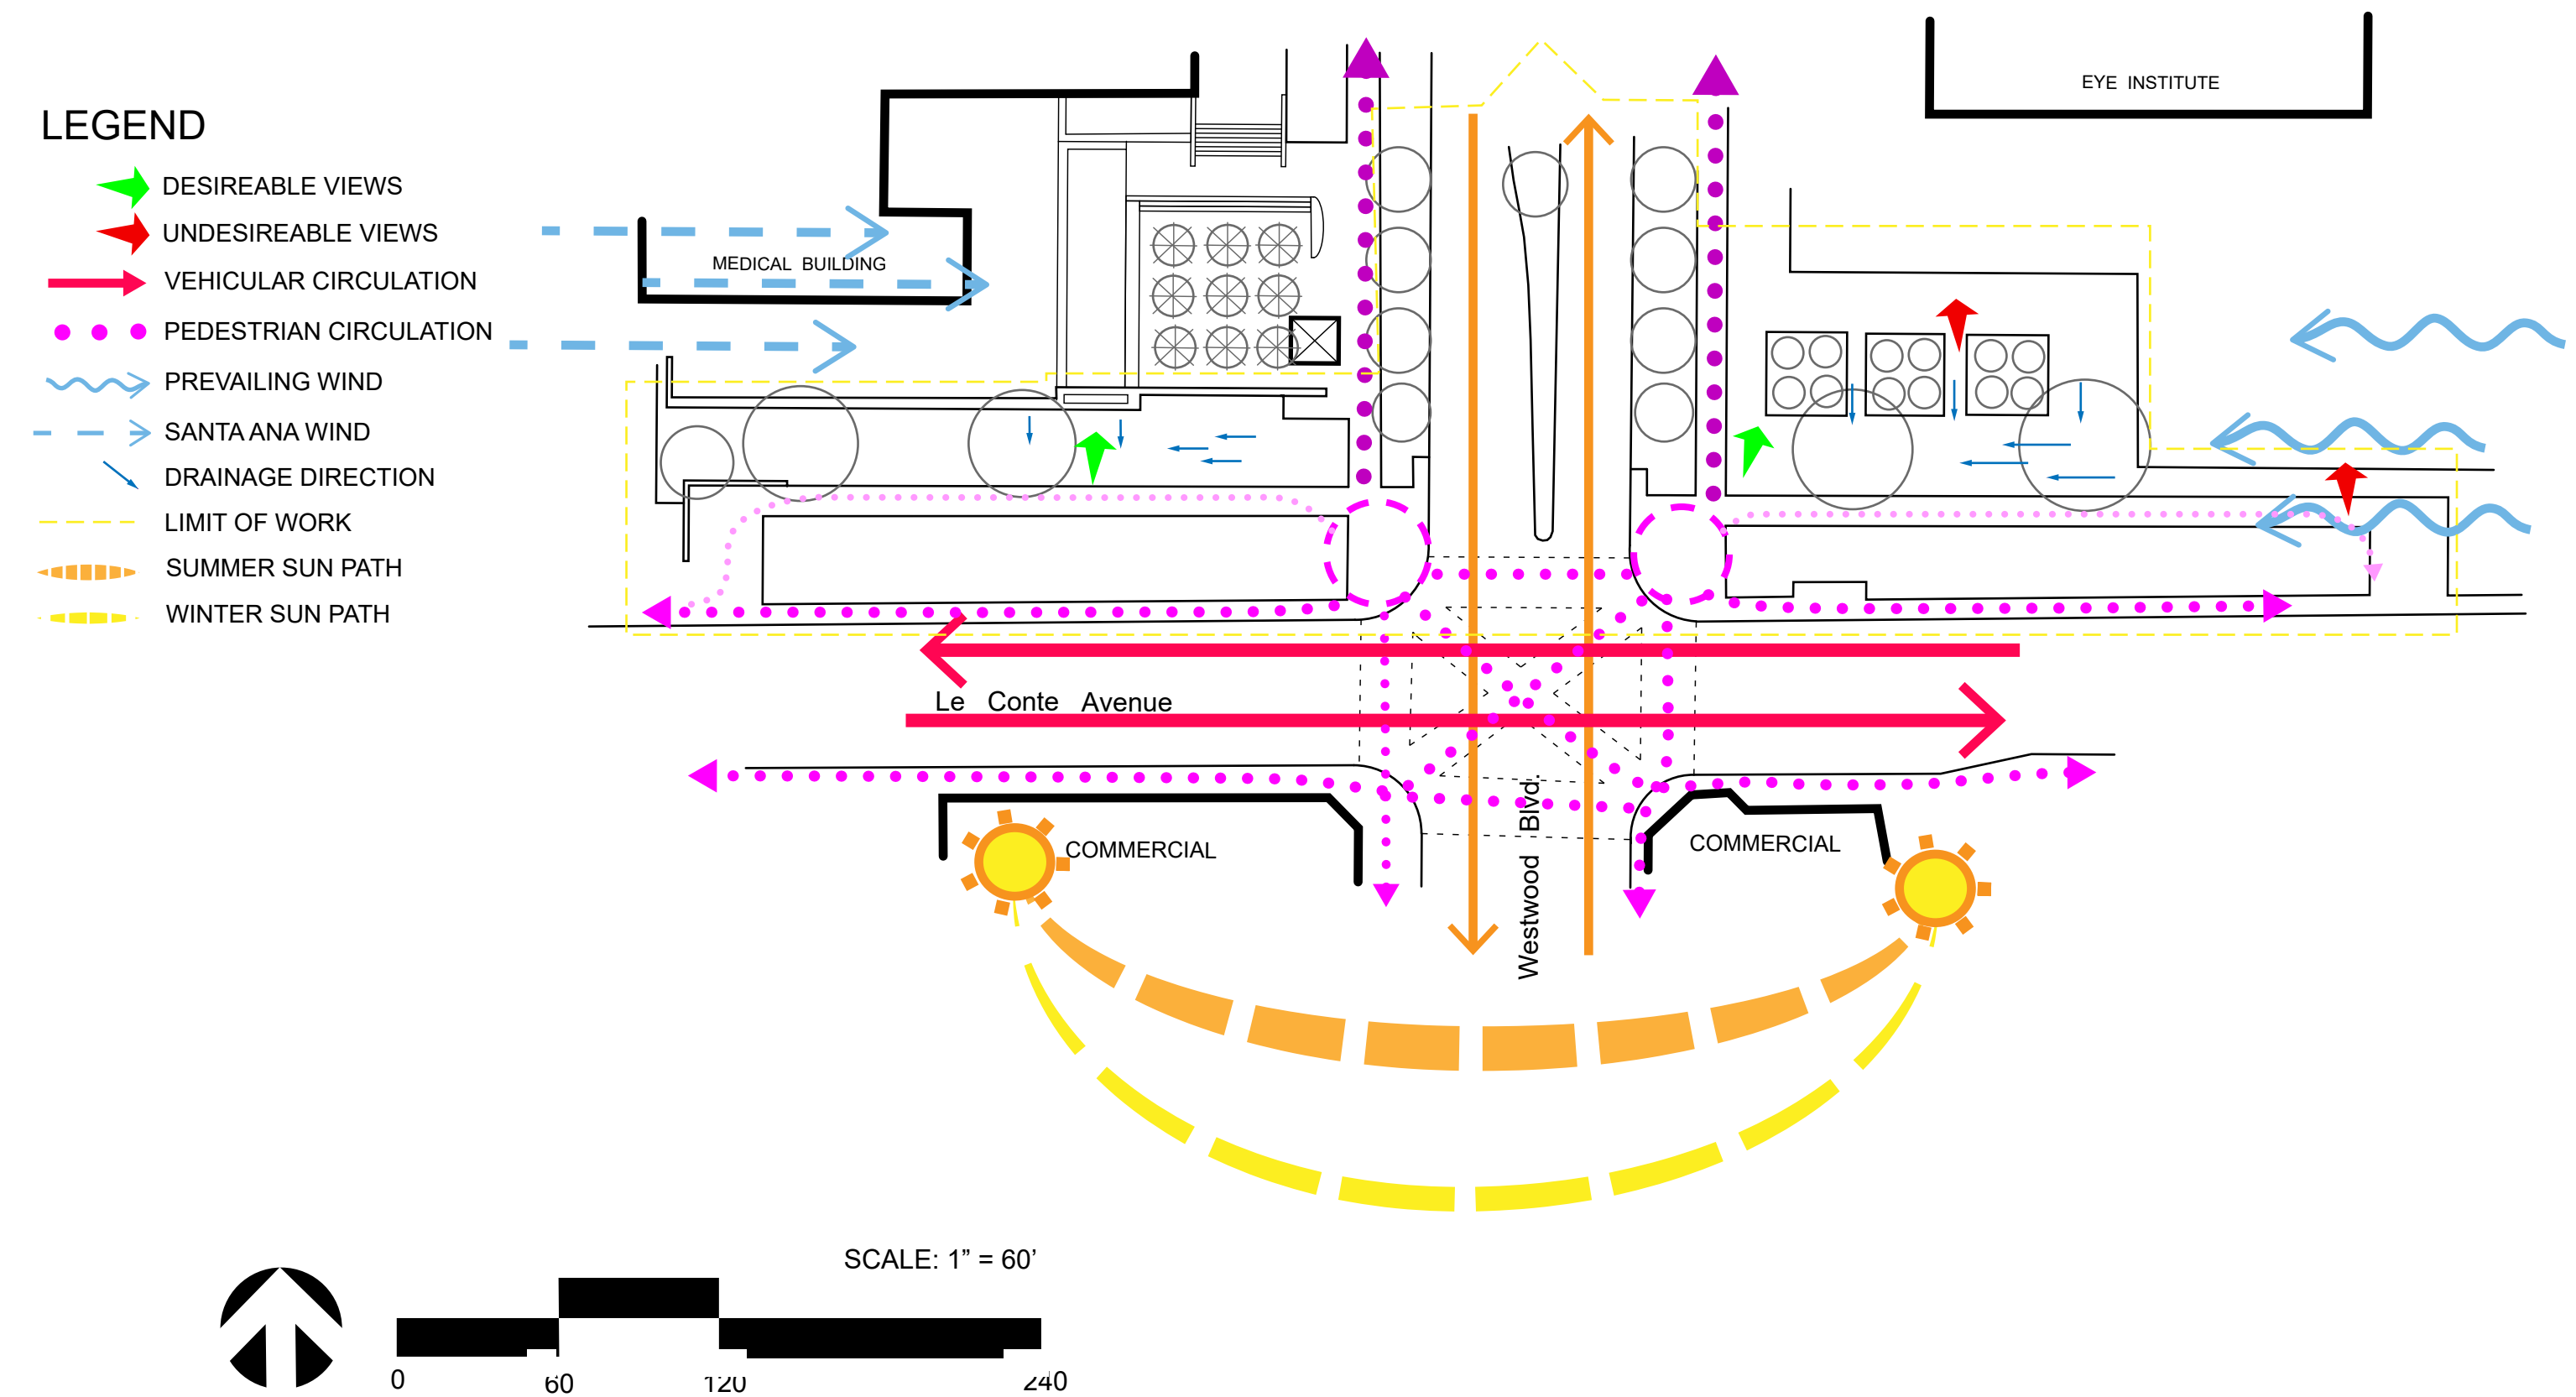 LEGEND
DESIREABLE VIEWS
UNDESIREABLE VIEWS
VEHICULAR CIRCULATION
PEDESTRIAN CIRCULATION
PREVAILING WIND
SANTA ANA WIND
DRAINAGE DIRECTION
LIMIT OF WORK
SUMMER SUN PATH
WINTER SUN PATH
EYE INSTITUTE
MEDICAL BUILDING
Le Conte Avenue
Westwood Blvd.
COMMERCIAL
COMMERCIAL
SCALE: 1” = 60’
0 60 120 240